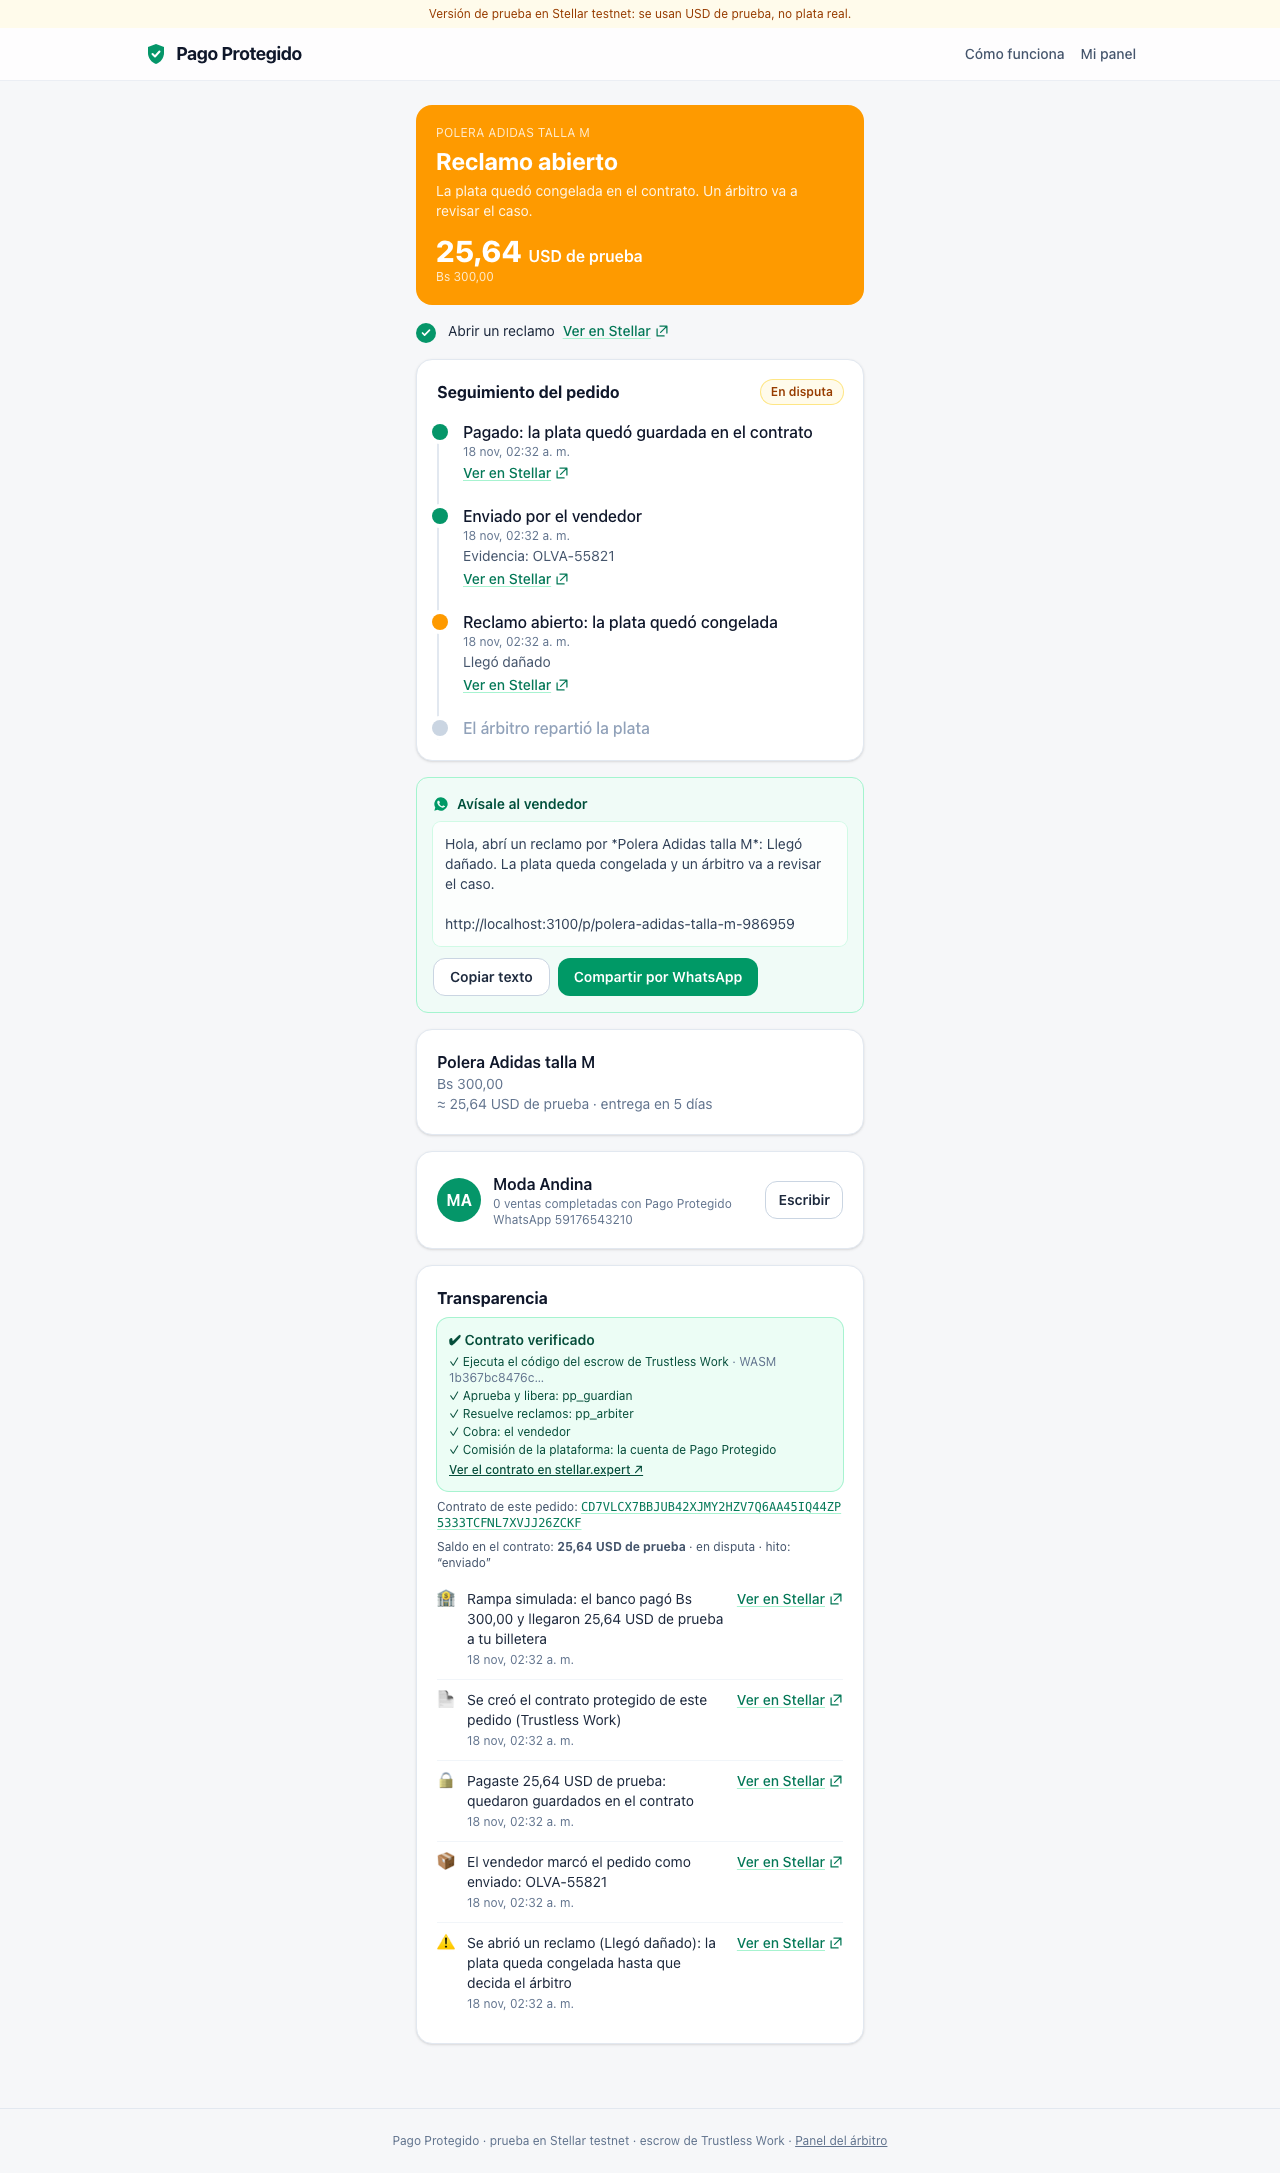 Versión de prueba en Stellar testnet: se usan USD de prueba, no plata real.
Pago Protegido
Cómo funciona
Mi panel
POLERA ADIDAS TALLA M
Reclamo abierto
La plata quedó congelada en el contrato. Un árbitro va a
revisar el caso.
25,64 USD de prueba
Bs 300,00
Abrir un reclamo Ver en Stellar
Seguimiento del pedido
En disputa
Pagado: la plata quedó guardada en el contrato
18 nov, 02:32 a. m.
Ver en Stellar
Enviado por el vendedor
18 nov, 02:32 a. m.
Evidencia: OLVA-55821
Ver en Stellar
Reclamo abierto: la plata quedó congelada
18 nov, 02:32 a. m.
Llegó dañado
Ver en Stellar
El árbitro repartió la plata
Avísale al vendedor
Hola, abrí un reclamo por *Polera Adidas talla M*: Llegó
dañado. La plata queda congelada y un árbitro va a revisar
el caso.
http://localhost:3100/p/polera-adidas-talla-m-986959
Copiar texto
Compartir por WhatsApp
Polera Adidas talla M
Bs 300,00
≈ 25,64 USD de prueba · entrega en 5 días
MA
Moda Andina
0 ventas completadas con Pago Protegido
WhatsApp 59176543210
Escribir
Transparencia
✔ Contrato verificado
✓ Ejecuta el código del escrow de Trustless Work · WASM
1b367bc8476c…
✓ Aprueba y libera: pp_guardian
✓ Resuelve reclamos: pp_arbiter
✓ Cobra: el vendedor
✓ Comisión de la plataforma: la cuenta de Pago Protegido
Ver el contrato en stellar.expert ↗
Contrato de este pedido: CD7VLCX7BBJUB42XJMY2HZV7Q6AA45IQ44ZP
5333TCFNL7XVJJ26ZCKF
Saldo en el contrato: 25,64 USD de prueba · en disputa · hito:
“enviado”
Rampa simulada: el banco pagó Bs
300,00 y llegaron 25,64 USD de prueba
a tu billetera
18 nov, 02:32 a. m.
Ver en Stellar
Se creó el contrato protegido de este
pedido (Trustless Work)
18 nov, 02:32 a. m.
Ver en Stellar
Pagaste 25,64 USD de prueba:
quedaron guardados en el contrato
18 nov, 02:32 a. m.
Ver en Stellar
El vendedor marcó el pedido como
enviado: OLVA-55821
18 nov, 02:32 a. m.
Ver en Stellar
Se abrió un reclamo (Llegó dañado): la
plata queda congelada hasta que
decida el árbitro
18 nov, 02:32 a. m.
Ver en Stellar
Pago Protegido · prueba en Stellar testnet · escrow de Trustless Work · Panel del árbitro